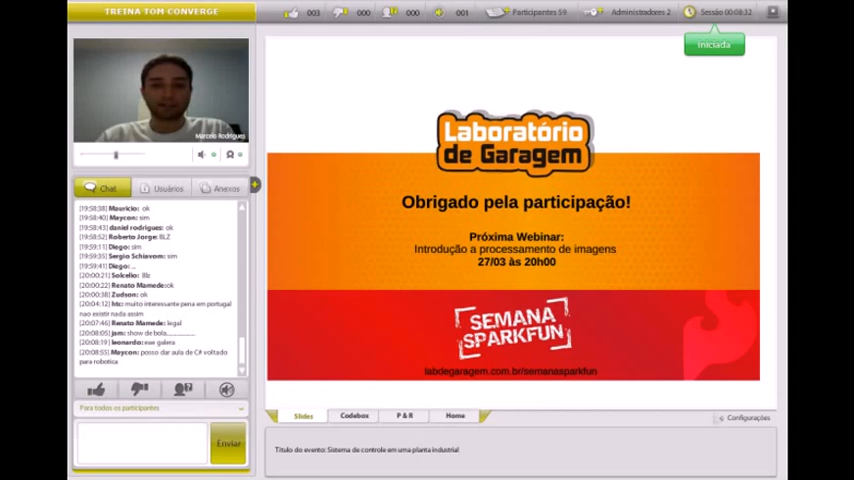 TREINA TOM CONVERGE
003
000
000
001
Participantes 59
Administradores 2
Sessão 00:08:32
iniciada
Marcelo Rodrigues
Chat
Usuários
Anexos
[19:58:38] Mauricio: ok
[19:58:40] Maycon: sim
[19:58:43] daniel rodrigues: ok
[19:58:52] Roberto Jorge: BLZ
[19:59:11] Diego: sim
[19:59:35] Sergio Schiavom: sim
[19:59:41] Diego: ...
[20:00:21] Solcelio: Blz
[20:00:22] Renato Mamede:ok
[20:00:38] Zudson: ok
[20:04:12] htc: muito interessante pena em portugal
nao existir nada assim
[20:07:46] Renato Mamede: legal
[20:08:05] jam: show de bola
[20:08:19] leonardo: esse galera
[20:08:55] Maycon: posso dar aula de C# voltado
para robotica
Para todos os participantes
Enviar
Laboratório
de Garagem
Obrigado pela participação!
Próxima Webinar:
Introdução a processamento de imagens
27/03 às 20h00
SEMANA
SPARKFUN
labdegaragem.com.br/semanasparkfun
Slides
Codebox
P & R
Home
Configurações
Título do evento: Sistema de controle em uma planta industrial